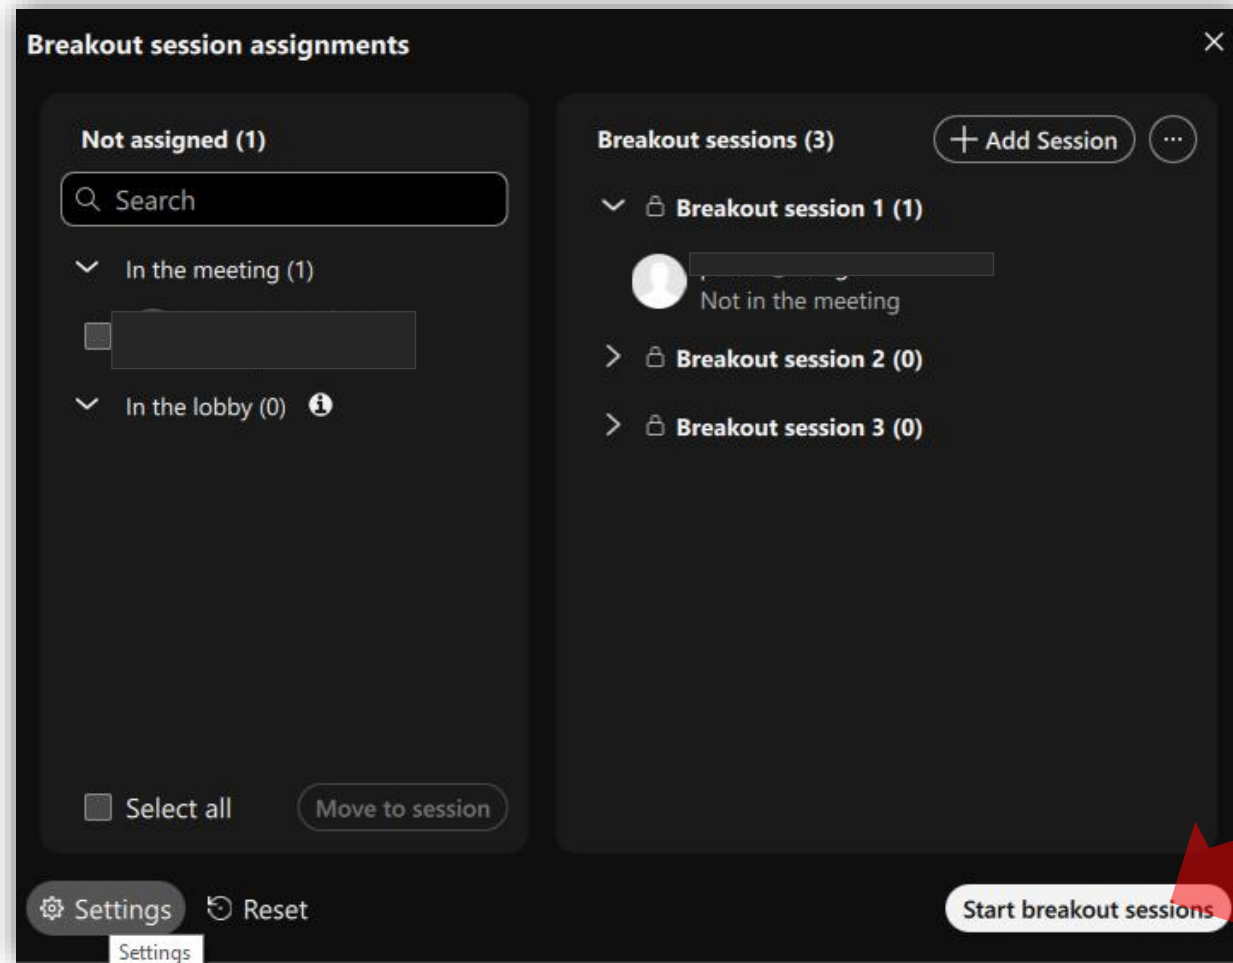 Breakout session assignments
Not assigned (1)
Search
In the meeting (1)
In the lobby (0)
Select all
Move to session
Breakout sessions (3)
Add Session
Breakout session 1 (1)
Not in the meeting
Breakout session 2 (0)
Breakout session 3 (0)
Settings
Reset
Start breakout sessions
Settings